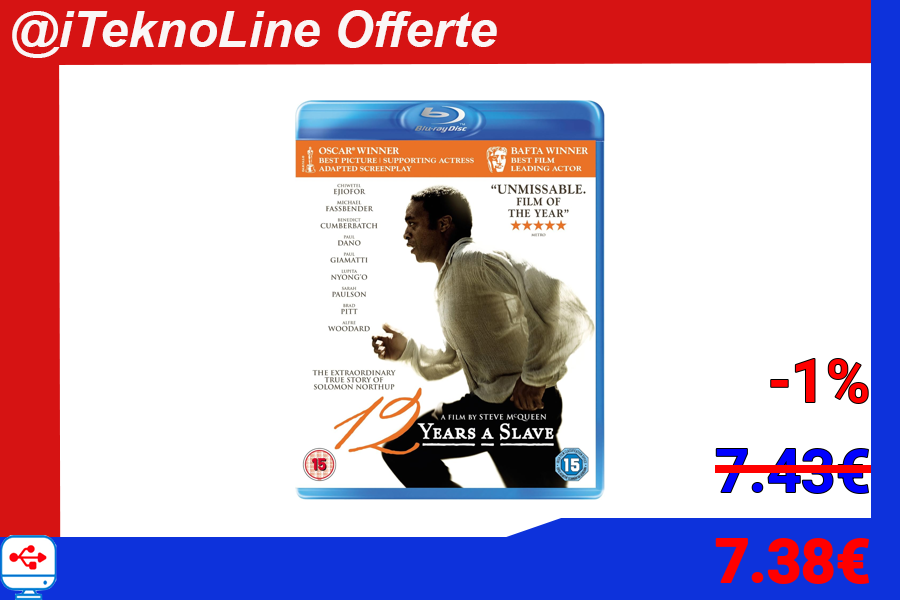 @iTeknoLine Offerte
Blu-ray Disc
OSCAR® WINNER
BEST PICTURE | SUPPORTING ACTRESS
ADAPTED SCREENPLAY
BAFTA WINNER
BEST FILM
LEADING ACTOR
CHIWETEL
EJIOFOR
MICHAEL
FASSBENDER
BENEDICT
CUMBERBATCH
PAUL
DANO
PAUL
GIAMATTI
LUPITA
NYONG'O
SARAH
PAULSON
BRAD
PITT
ALFRE
WOODARD
"UNMISSABLE.
FILM OF
THE YEAR"
★★★★★
METRO
THE EXTRAORDINARY
TRUE STORY OF
SOLOMON NORTHUP
A FILM BY STEVE McQUEEN
12 YEARS A SLAVE
15
15
-1%
7.43€
7.38€